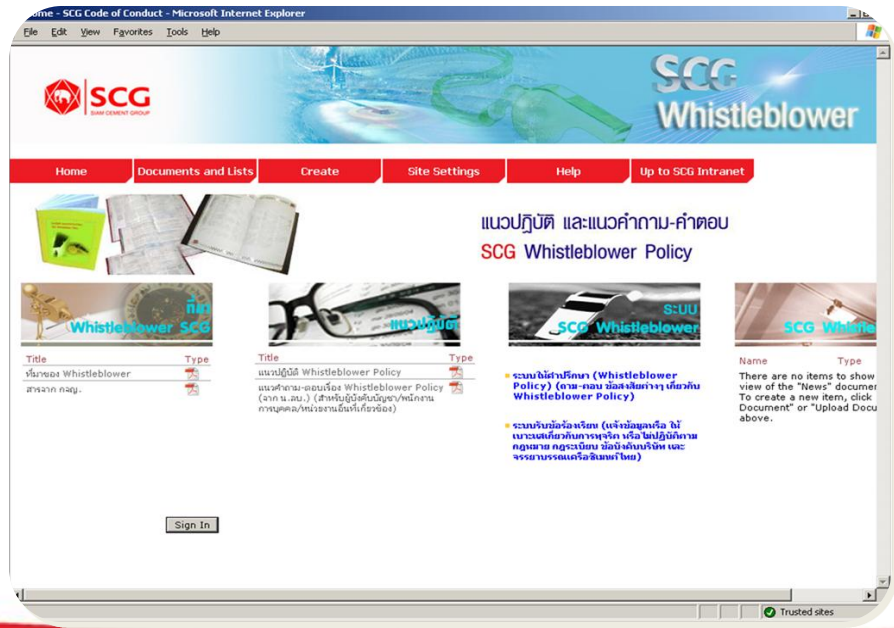 ome - SCG Code of Conduct - Microsoft Internet Explorer
File Edit View Favorites Tools Help
SCG
SIAM CEMENT GROUP
SCG
Whistleblower
Home
Documents and Lists
Create
Site Settings
Help
Up to SCG Intranet
แนวปฏิบัติ และแนวคำถาม-คำตอบ
SCG Whistleblower Policy
ที่มา
Whistleblower SCG
Title Type
ที่มาของ Whistleblower
สารจาก กจญ.
แนวปฏิบัติ
Title Type
แนวปฏิบัติ Whistleblower Policy
แนวคำถาม-ตอบเรื่อง Whistleblower Policy
(จาก น.ลบ.) (สำหรับผู้บังคับบัญชา/พนักงาน
การบุคคล/หน่วยงานอื่นที่เกี่ยวข้อง)
ระบบ
SCG Whistleblower
ระบบให้คำปรึกษา (Whistleblower
Policy) (ถาม-ตอบ ข้อสงสัยต่างๆ เกี่ยวกับ
Whistleblower Policy)
ระบบรับข้อร้องเรียน (แจ้งข้อมูลหรือ ให้
เบาะแสเกี่ยวกับการทุจริต หรือไม่ปฏิบัติตาม
กฎหมาย กฎระเบียบ ข้อบังคับบริษัท และ
จรรยาบรรณเครือซิเมนต์ไทย)
SCG Whistle
Name Type
There are no items to show
view of the "News" documen
To create a new item, click
Document" or "Upload Docu
above.
Sign In
Trusted sites